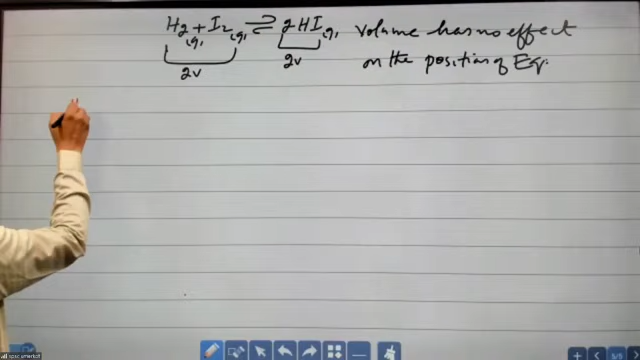 H2(g) + I2(g) ⇌ 2HI(g) volume has no effect
2v 2v on the position of Eq.